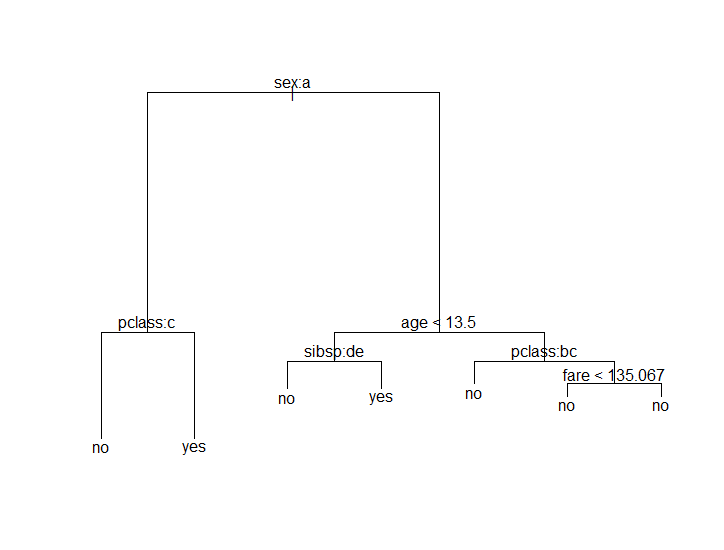 sex:a
pclass:c
age < 13.5
sibsp:de
pclass:bc
fare < 135.067
no
yes
no
yes
no
no
no